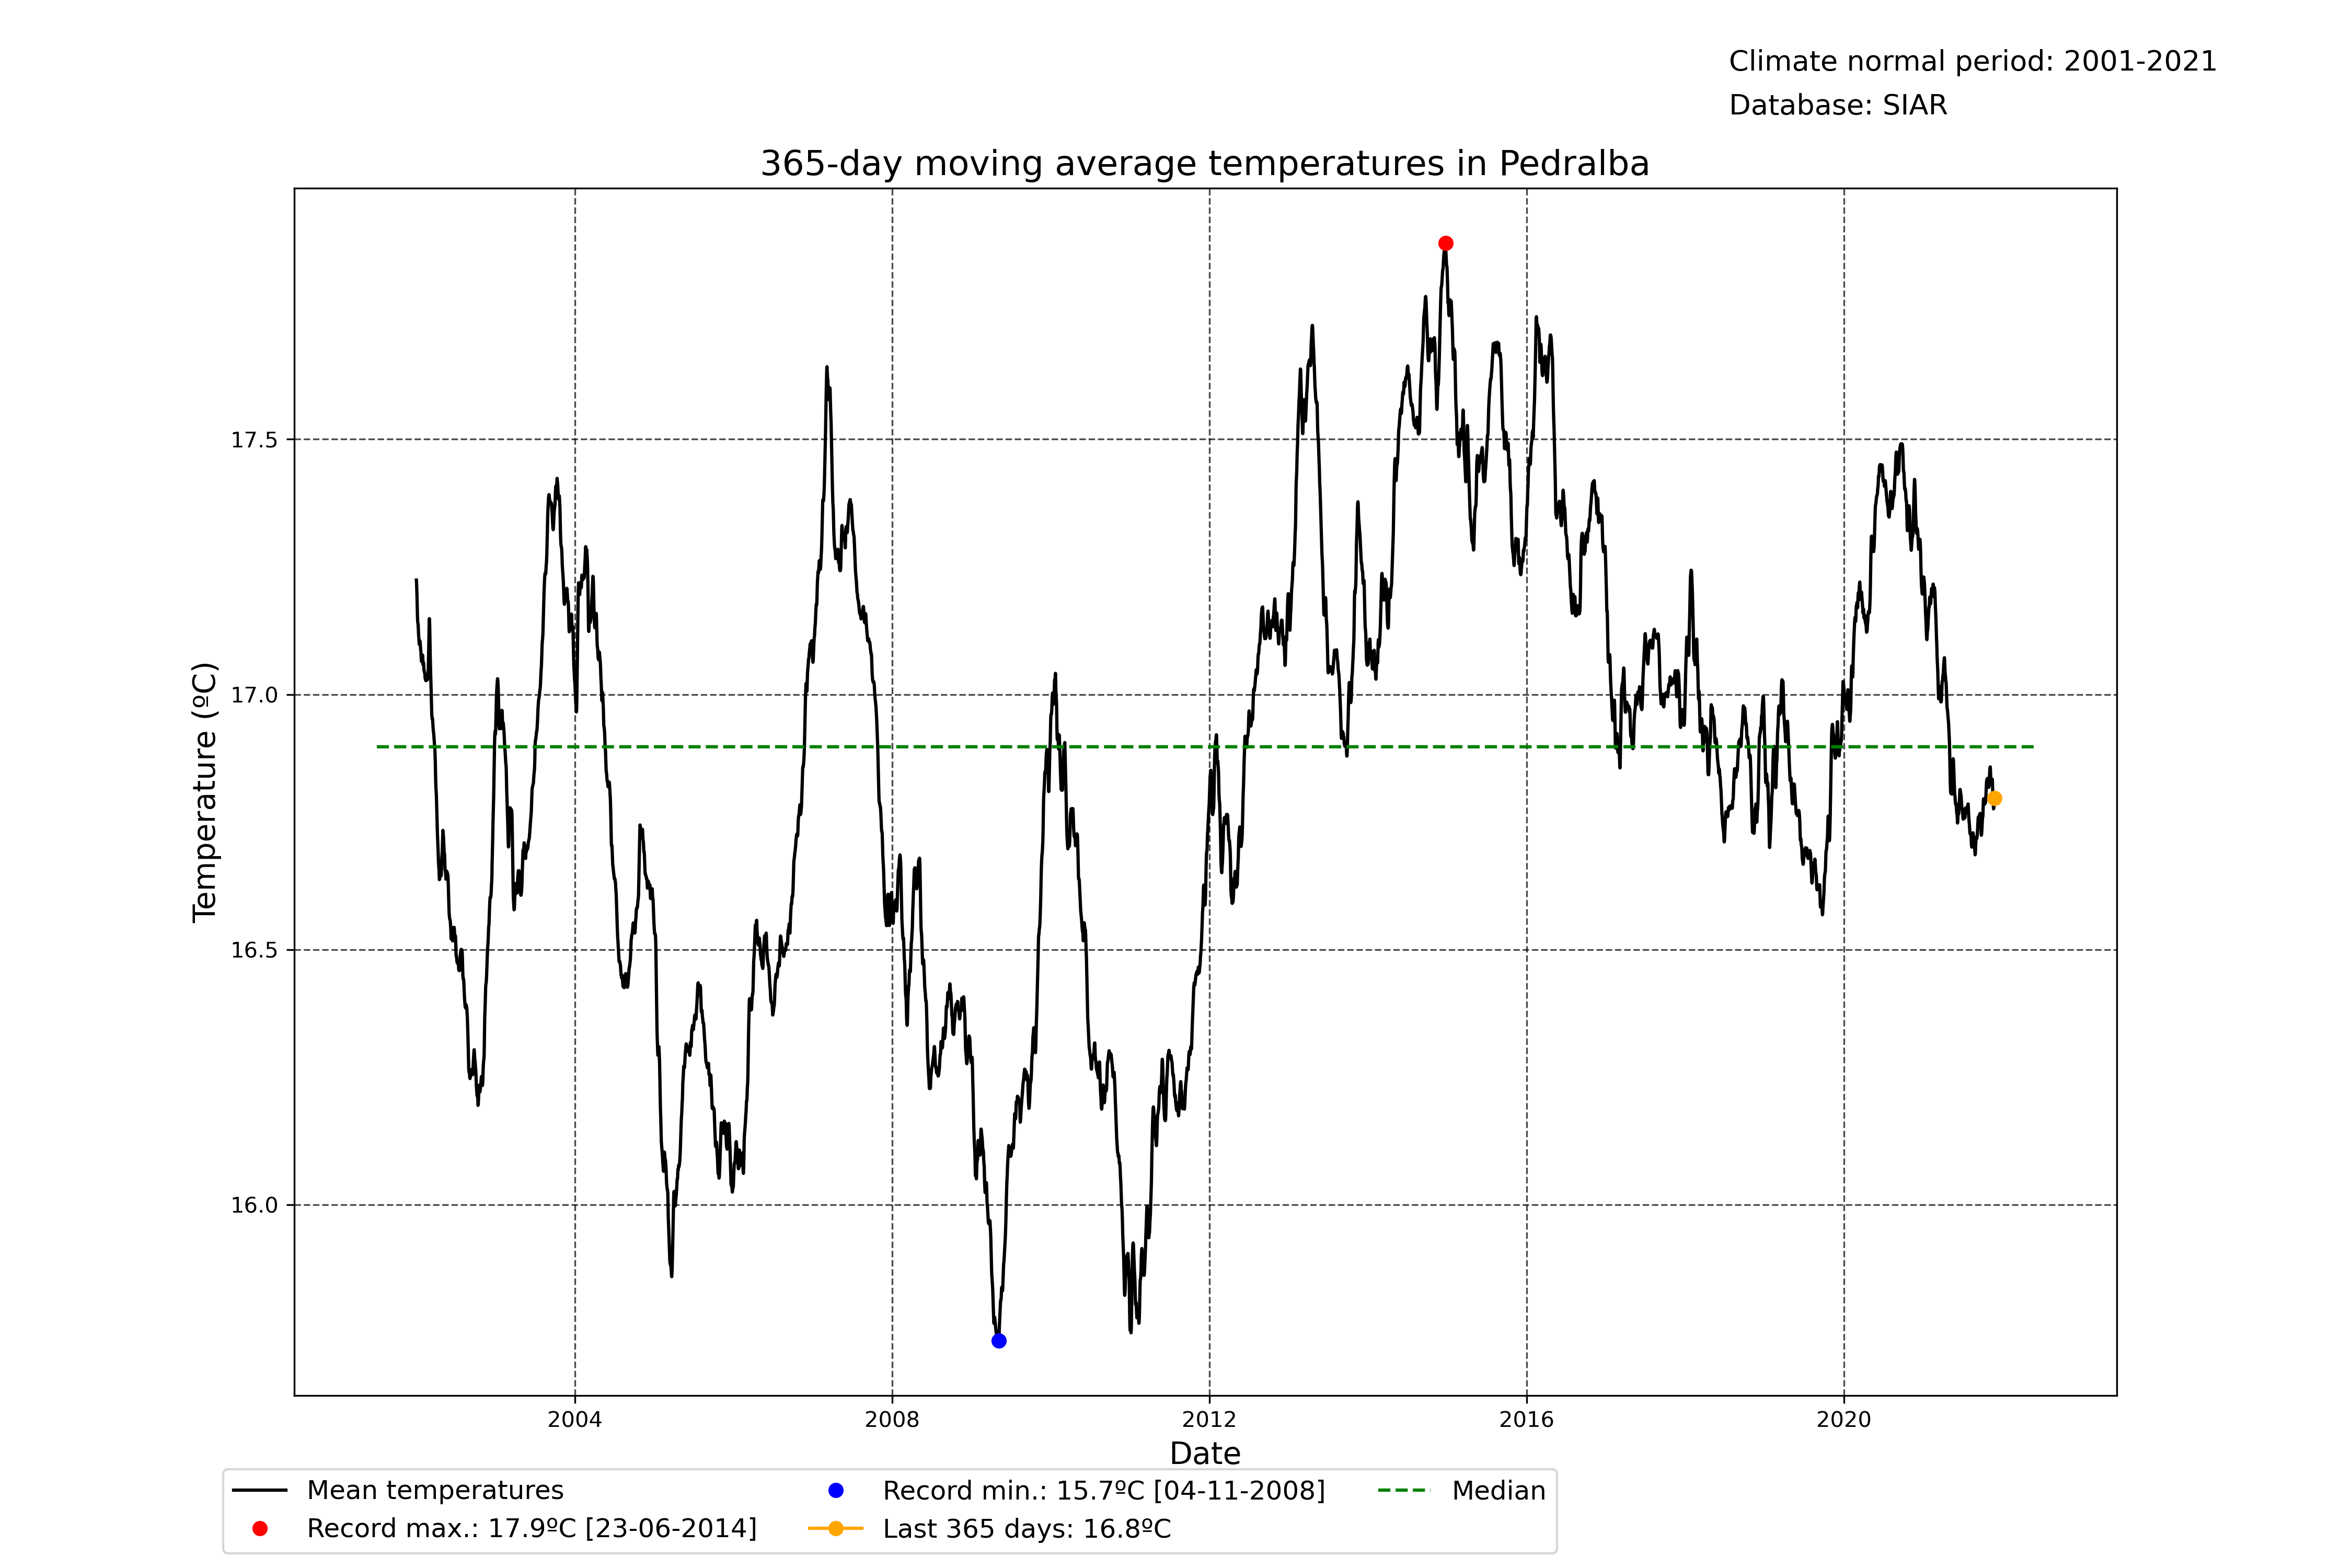 Climate normal period: 2001-2021
Database: SIAR
365-day moving average temperatures in Pedralba
Temperature (ºC)
17.5
17.0
16.5
16.0
2004
2008
2012
2016
2020
Date
Mean temperatures
Record max.: 17.9ºC [23-06-2014]
Record min.: 15.7ºC [04-11-2008]
Last 365 days: 16.8ºC
Median